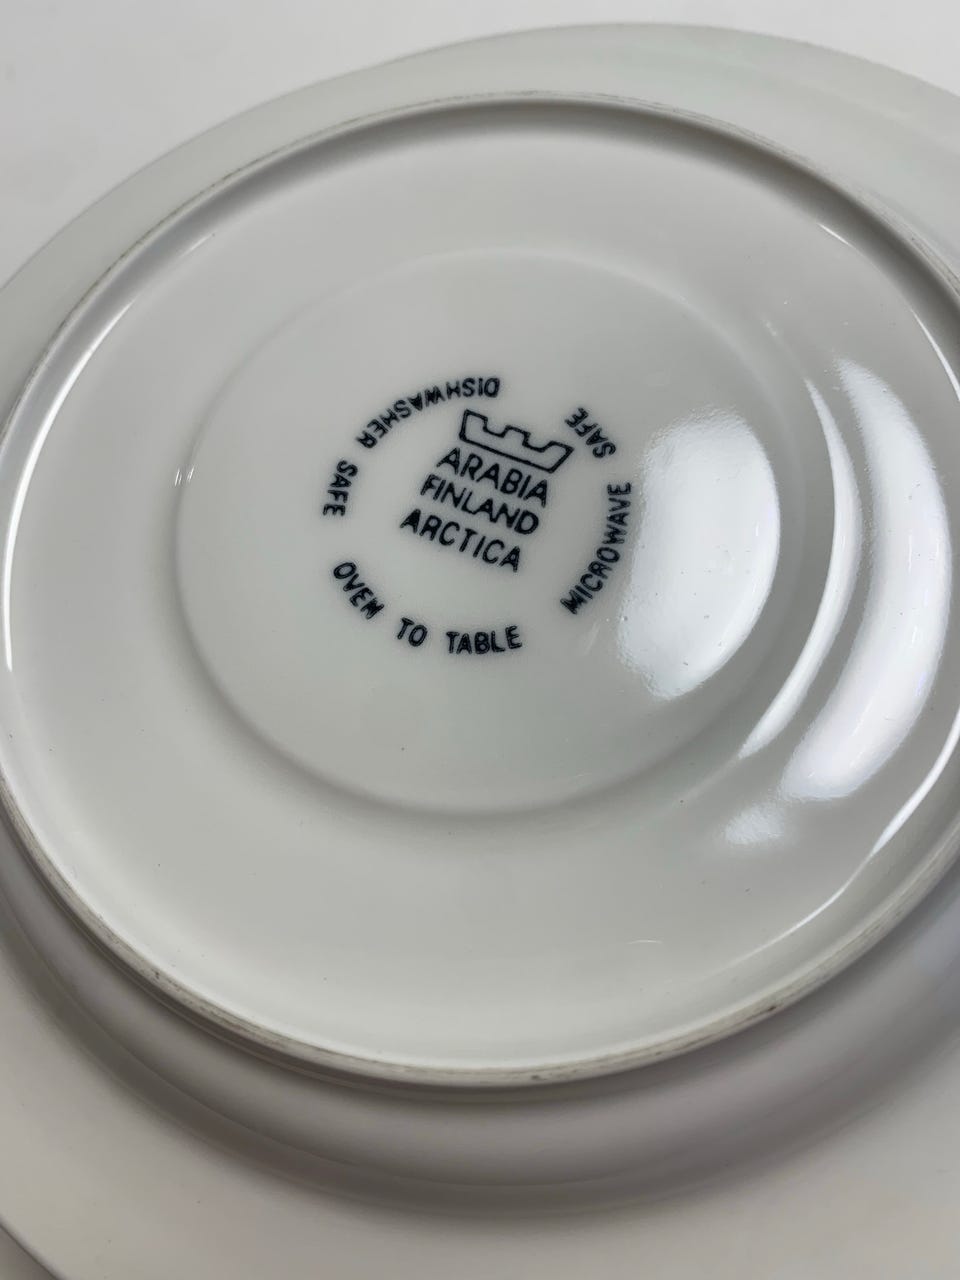 ARABIA
FINLAND
ARCTICA
DISHWASHER SAFE
OVEN TO TABLE
MICROWAVE SAFE